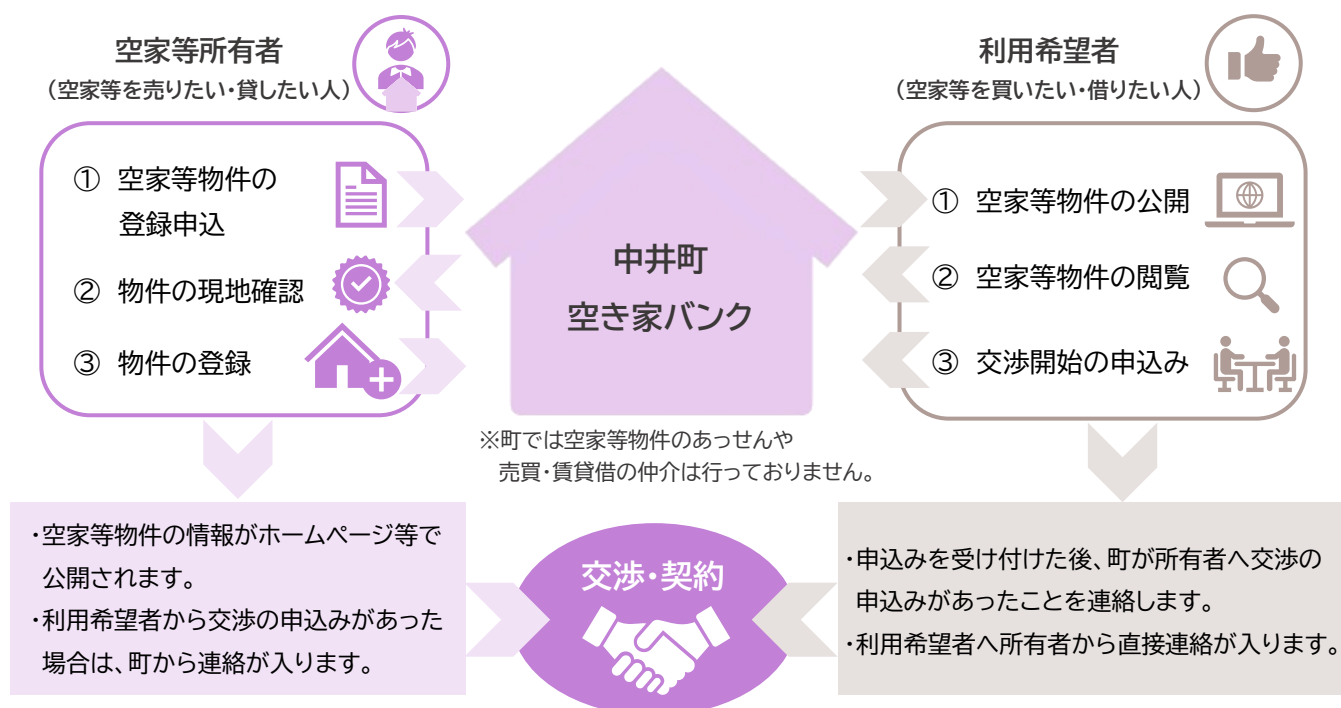 空家等所有者
(空家等を売りたい・貸したい人)
① 空家等物件の
登録申込
② 物件の現地確認
③ 物件の登録
中井町
空き家バンク
※町では空家等物件のあっせんや
売買・賃貸借の仲介は行っておりません。
利用希望者
(空家等を買いたい・借りたい人)
① 空家等物件の公開
② 空家等物件の閲覧
③ 交渉開始の申込み
・空家等物件の情報がホームページ等で
公開されます。
・利用希望者から交渉の申込みがあった
場合は、町から連絡が入ります。
交渉・契約
・申込みを受け付けた後、町が所有者へ交渉の
申込みがあったことを連絡します。
・利用希望者へ所有者から直接連絡が入ります。